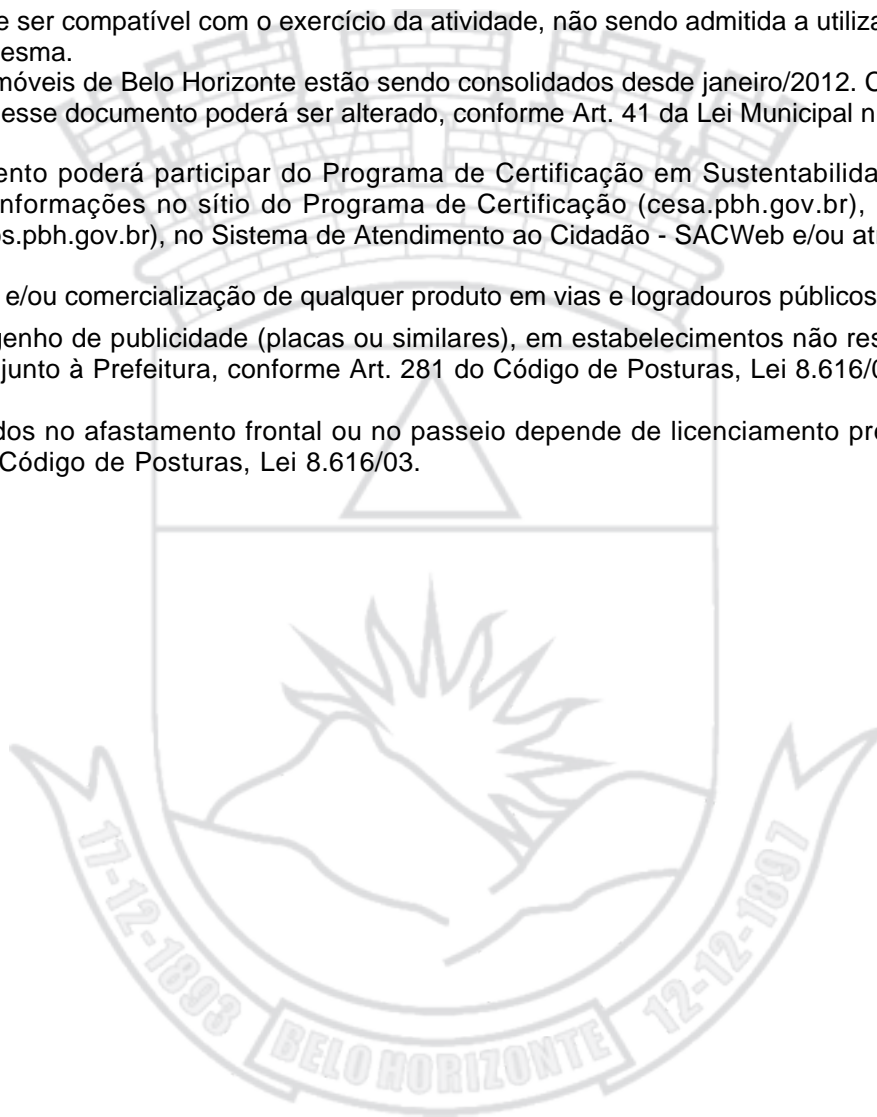 e ser compatível com o exercício da atividade, não sendo admitida a utiliza
esma.
móveis de Belo Horizonte estão sendo consolidados desde janeiro/2012. C
esse documento poderá ser alterado, conforme Art. 41 da Lei Municipal n
ento poderá participar do Programa de Certificação em Sustentabilida
nformações no sítio do Programa de Certificação (cesa.pbh.gov.br),
os.pbh.gov.br), no Sistema de Atendimento ao Cidadão - SACWeb e/ou atr
e/ou comercialização de qualquer produto em vias e logradouros públicos
genho de publicidade (placas ou similares), em estabelecimentos não res
junto à Prefeitura, conforme Art. 281 do Código de Posturas, Lei 8.616/0
dos no afastamento frontal ou no passeio depende de licenciamento pre
Código de Posturas, Lei 8.616/03.
17-12-1893
BELO HORIZONTE
12-12-1897